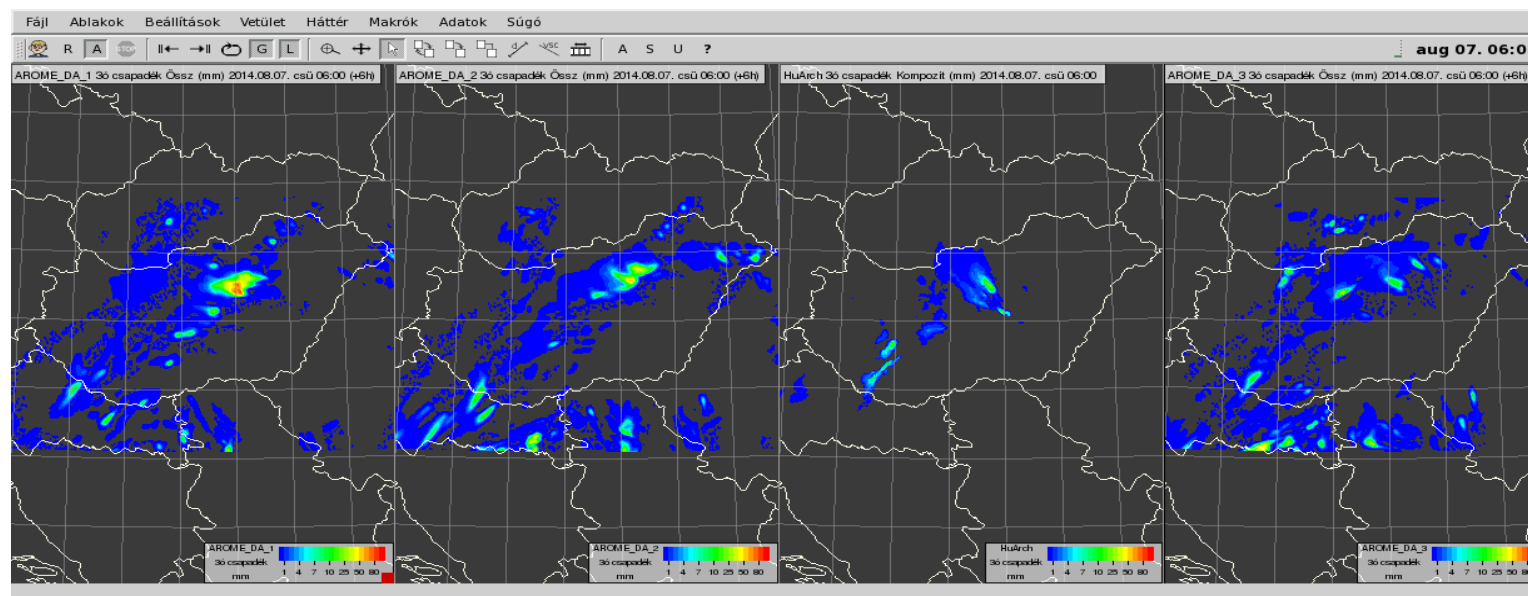 Fájl Ablakok Beállítások Vetület Háttér Makrók Adatok Súgó
R A STOP G L d vsc A S U ? aug 07. 06:0
AROME_DA_1 3ó csapadék Össz (mm) 2014.08.07. csü 06:00 (+6h)
AROME_DA_2 3ó csapadék Össz (mm) 2014.08.07. csü 06:00 (+6h)
HuArch 3ó csapadék Kompozit (mm) 2014.08.07. csü 06:00
AROME_DA_3 3ó csapadék Össz (mm) 2014.08.07. csü 06:00 (+6h)
AROME_DA_1
3ó csapadék
mm
1 4 7 10 25 50 80
AROME_DA_2
3ó csapadék
mm
1 4 7 10 25 50 80
HuArch
3ó csapadék
mm
1 4 7 10 25 50 80
AROME_DA_3
3ó csapadék
mm
1 4 7 10 25 50 8